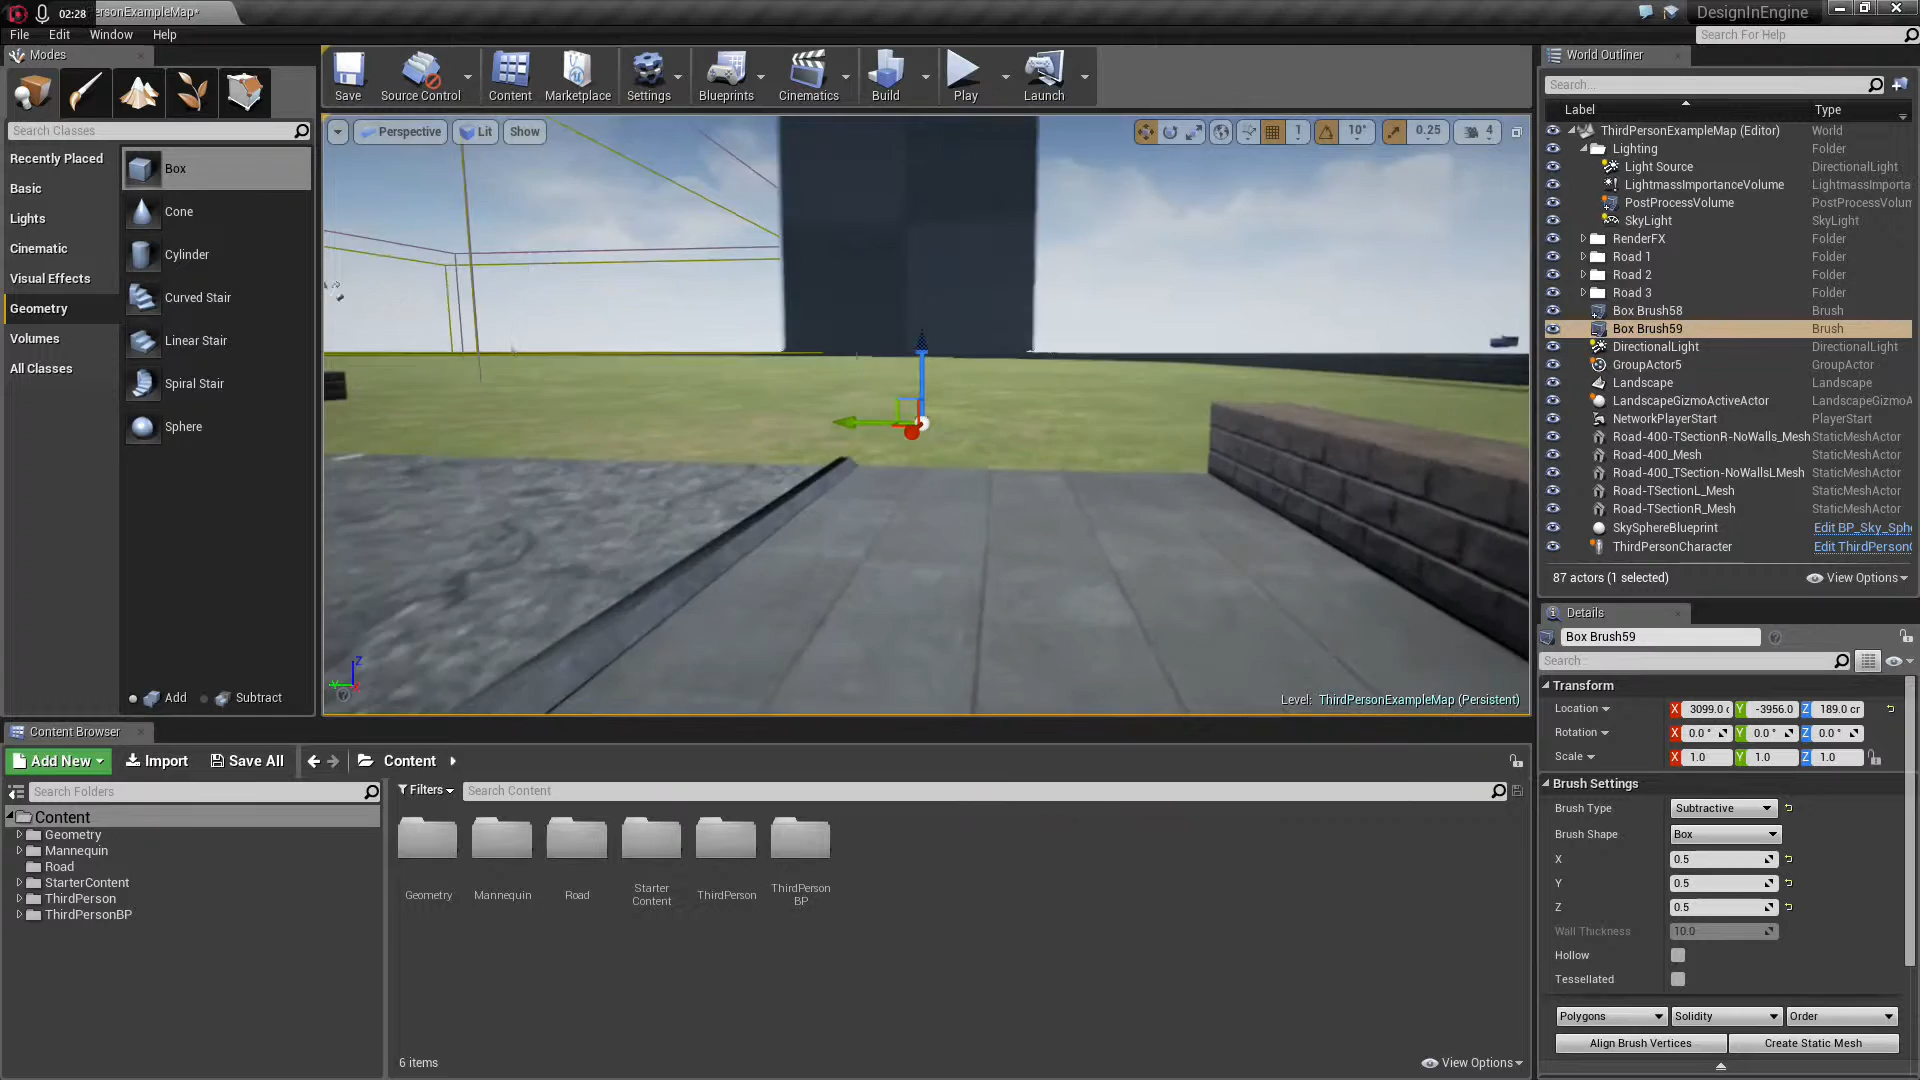 02:28
ersonExampleMap*
DesignInEngine
File Edit Window Help
Search For Help
Modes
Save
Source Control
Content
Marketplace
Settings
Blueprints
Cinematics
Build
Play
Launch
World Outliner
Search...
Label Type
Search Classes
Recently Placed
Basic
Lights
Cinematic
Visual Effects
Geometry
Volumes
All Classes
Box
Cone
Cylinder
Curved Stair
Linear Stair
Spiral Stair
Sphere
Add Subtract
Perspective Lit Show
1 10° 0.25 4
Level: ThirdPersonExampleMap (Persistent)
Z
Y
ThirdPersonExampleMap (Editor) World
Lighting Folder
Light Source DirectionalLight
LightmassImportanceVolume LightmassImporta
PostProcessVolume PostProcessVolum
SkyLight SkyLight
RenderFX Folder
Road 1 Folder
Road 2 Folder
Road 3 Folder
Box Brush58 Brush
Box Brush59 Brush
DirectionalLight DirectionalLight
GroupActor5 GroupActor
Landscape Landscape
LandscapeGizmoActiveActor LandscapeGizmoA
NetworkPlayerStart PlayerStart
Road-400-TSectionR-NoWalls_Mesh StaticMeshActor
Road-400_Mesh StaticMeshActor
Road-400_TSection-NoWallsLMesh StaticMeshActor
Road-TSectionL_Mesh StaticMeshActor
Road-TSectionR_Mesh StaticMeshActor
SkySphereBlueprint Edit BP_Sky_Sphe
ThirdPersonCharacter Edit ThirdPersonC
87 actors (1 selected) View Options
Details
Box Brush59
Search
Transform
Location X 3099.0 c Y -3956.0 Z 189.0 cr
Rotation X 0.0 ° Y 0.0 ° Z 0.0 °
Scale X 1.0 Y 1.0 Z 1.0
Brush Settings
Brush Type Subtractive
Brush Shape Box
X 0.5
Y 0.5
Z 0.5
Wall Thickness 10.0
Hollow
Tessellated
Polygons Solidity Order
Align Brush Vertices Create Static Mesh
Content Browser
Add New Import Save All Content
Search Folders
Filters Search Content
Content
Geometry
Mannequin
Road
StarterContent
ThirdPerson
ThirdPersonBP
Geometry
Mannequin
Road
Starter
Content
ThirdPerson
ThirdPerson
BP
6 items View Options